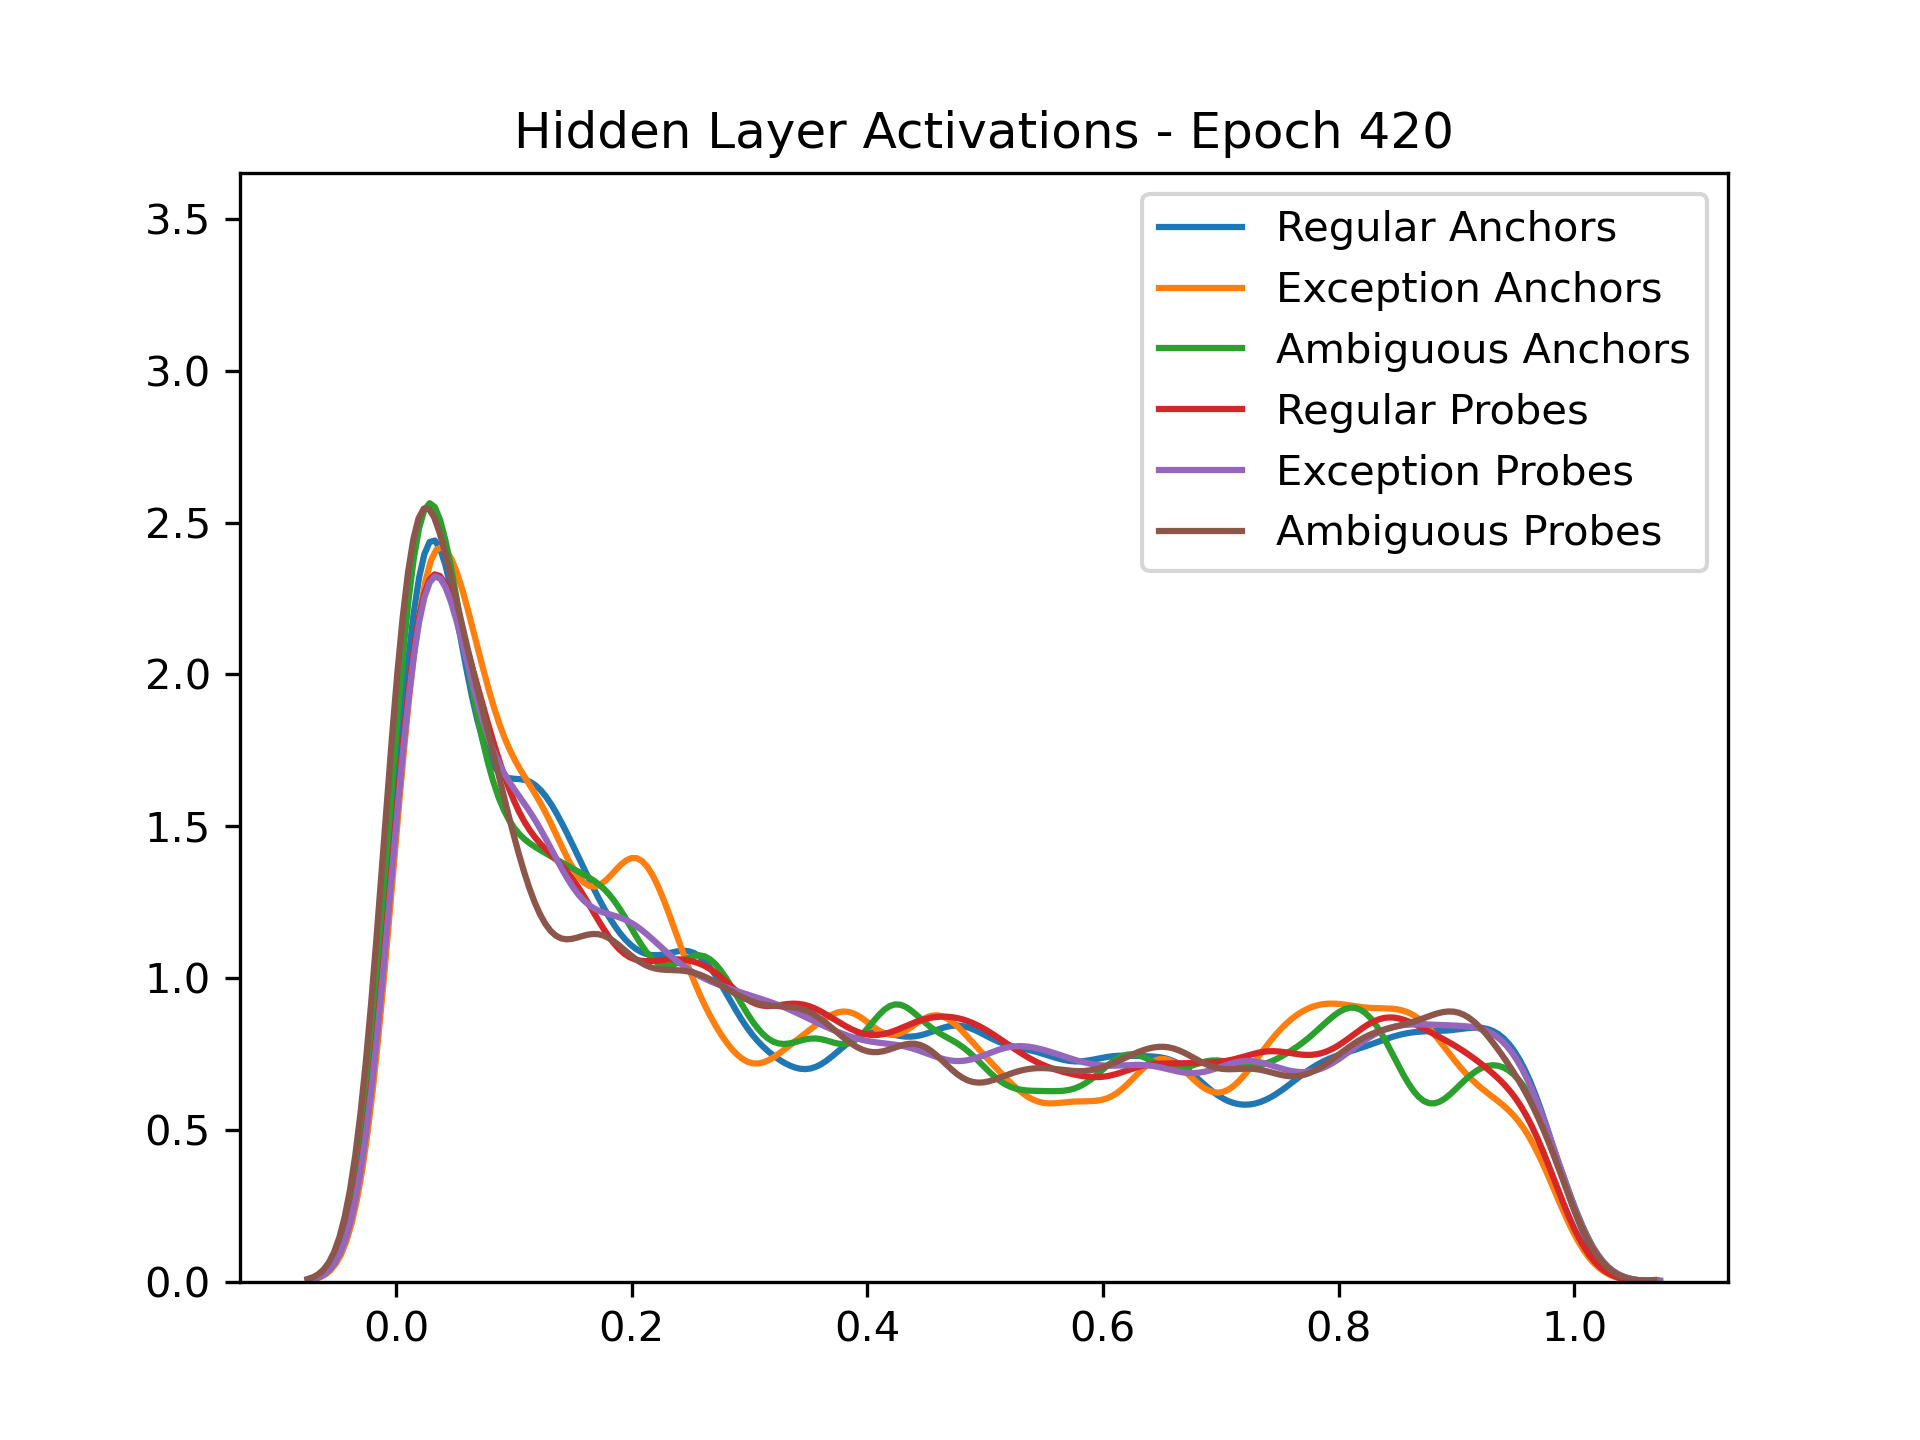 Hidden Layer Activations - Epoch 420
3.5
3.0
2.5
2.0
1.5
1.0
0.5
0.0
Regular Anchors
Exception Anchors
Ambiguous Anchors
Regular Probes
Exception Probes
Ambiguous Probes
0.0 0.2 0.4 0.6 0.8 1.0